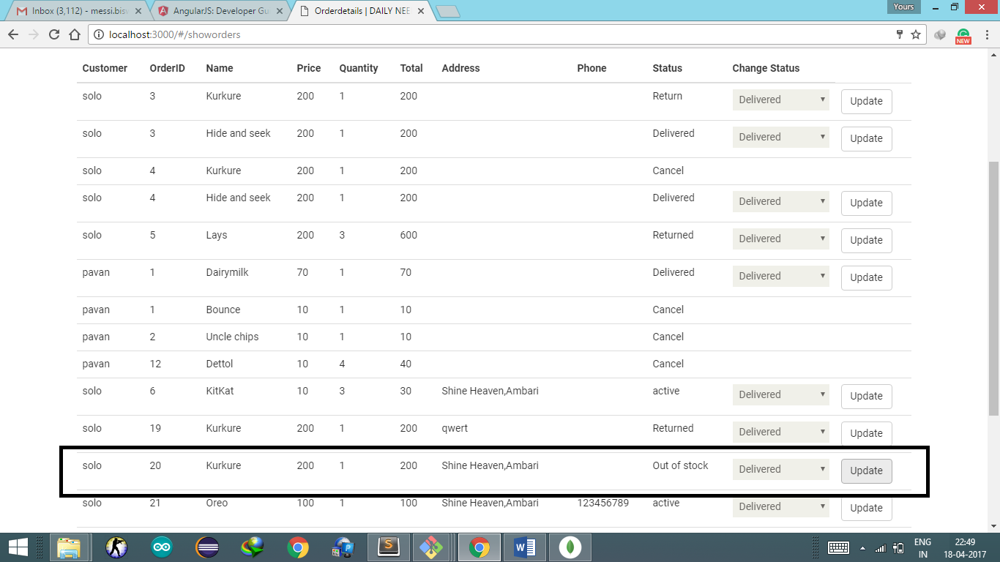 Inbox (3,112) - messi.bis
AngularJS: Developer Gu
Orderdetails | DAILY NEE
Yours
localhost:3000/#/showorders
NEW
Customer OrderID Name Price Quantity Total Address Phone Status Change Status
solo 3 Kurkure 200 1 200 Return Delivered Update
solo 3 Hide and seek 200 1 200 Delivered Delivered Update
solo 4 Kurkure 200 1 200 Cancel
solo 4 Hide and seek 200 1 200 Delivered Delivered Update
solo 5 Lays 200 3 600 Returned Delivered Update
pavan 1 Dairymilk 70 1 70 Delivered Delivered Update
pavan 1 Bounce 10 1 10 Cancel
pavan 2 Uncle chips 10 1 10 Cancel
pavan 12 Dettol 10 4 40 Cancel
solo 6 KitKat 10 3 30 Shine Heaven,Ambari active Delivered Update
solo 19 Kurkure 200 1 200 qwert Returned Delivered Update
solo 20 Kurkure 200 1 200 Shine Heaven,Ambari Out of stock Delivered Update
solo 21 Oreo 100 1 100 Shine Heaven,Ambari 123456789 active Delivered Update
ENG 22:49
IN 18-04-2017